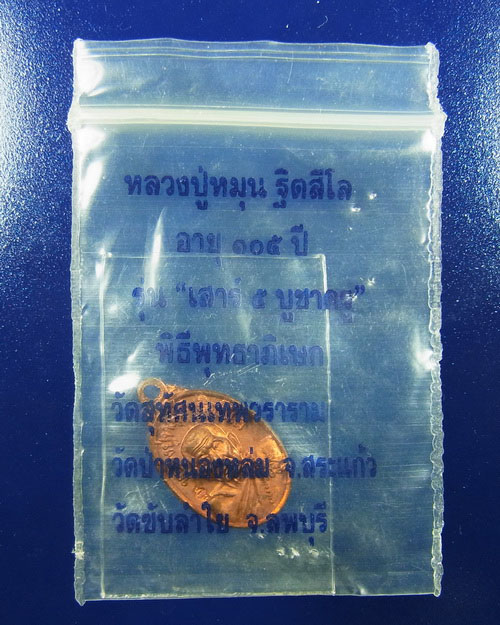 หลวงปู่หมุน ฐิตสีโล
อายุ ๑๐๕ ปี
รุ่น "เสาร์ ๕ บูชาครู"
พิธีพุทธาภิเษก
วัดสุทัศนเทพวราราม
วัดป่าหนองหล่ม จ.สระแก้ว
วัดซับลำใย จ.ลพบุรี